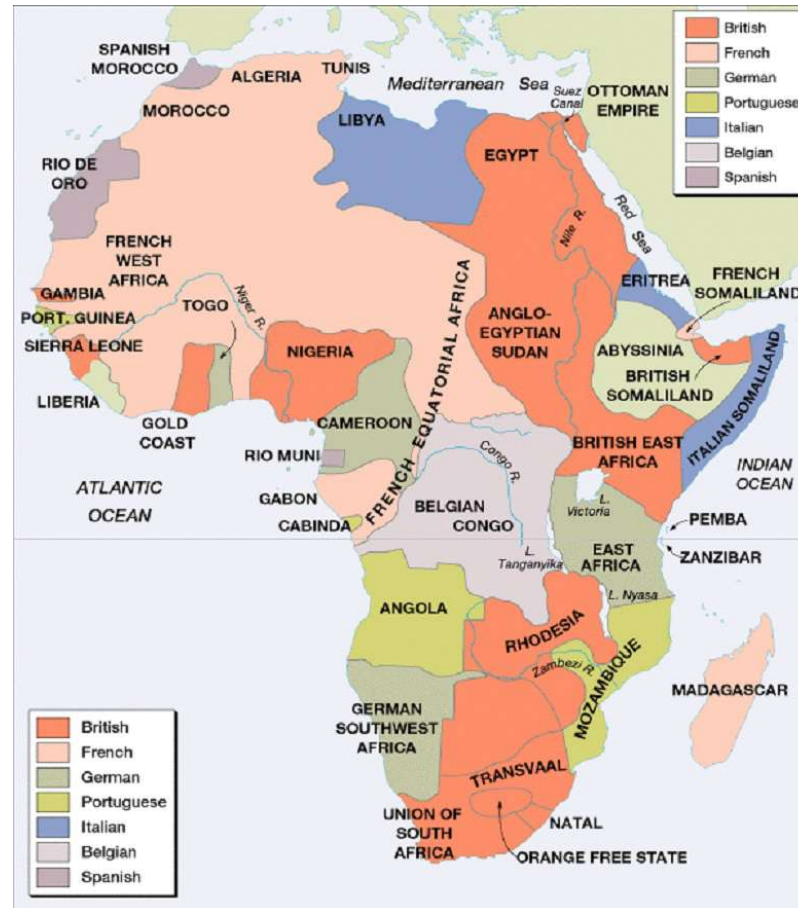 SPANISH
MOROCCO
ALGERIA
TUNIS
Mediterranean Sea
Suez
Canal
OTTOMAN
EMPIRE
British
French
German
Portuguese
Italian
Belgian
Spanish
MOROCCO
LIBYA
EGYPT
RIO DE
ORO
Nile R.
Red Sea
FRENCH
WEST
AFRICA
GAMBIA
PORT. GUINEA
SIERRA LEONE
LIBERIA
TOGO
Niger R.
NIGERIA
GOLD
COAST
FRENCH EQUATORIAL AFRICA
ANGLO-
EGYPTIAN
SUDAN
ERITREA
FRENCH
SOMALILAND
ABYSSINIA
BRITISH
SOMALILAND
ITALIAN SOMALILAND
CAMEROON
RIO MUNI
BRITISH EAST
AFRICA
INDIAN
OCEAN
ATLANTIC
OCEAN
GABON
CABINDA
Congo R.
BELGIAN
CONGO
L.
Victoria
PEMBA
ZANZIBAR
L.
Tanganyika
EAST
AFRICA
L. Nyasa
ANGOLA
RHODESIA
Zambezi R.
MOZAMBIQUE
MADAGASCAR
GERMAN
SOUTHWEST
AFRICA
TRANSVAAL
UNION OF
SOUTH
AFRICA
NATAL
ORANGE FREE STATE
British
French
German
Portuguese
Italian
Belgian
Spanish